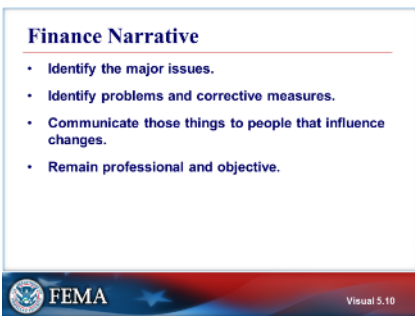 Finance Narrative
• Identify the major issues.
• Identify problems and corrective measures.
• Communicate those things to people that influence
changes.
• Remain professional and objective.
FEMA
Visual 5.10